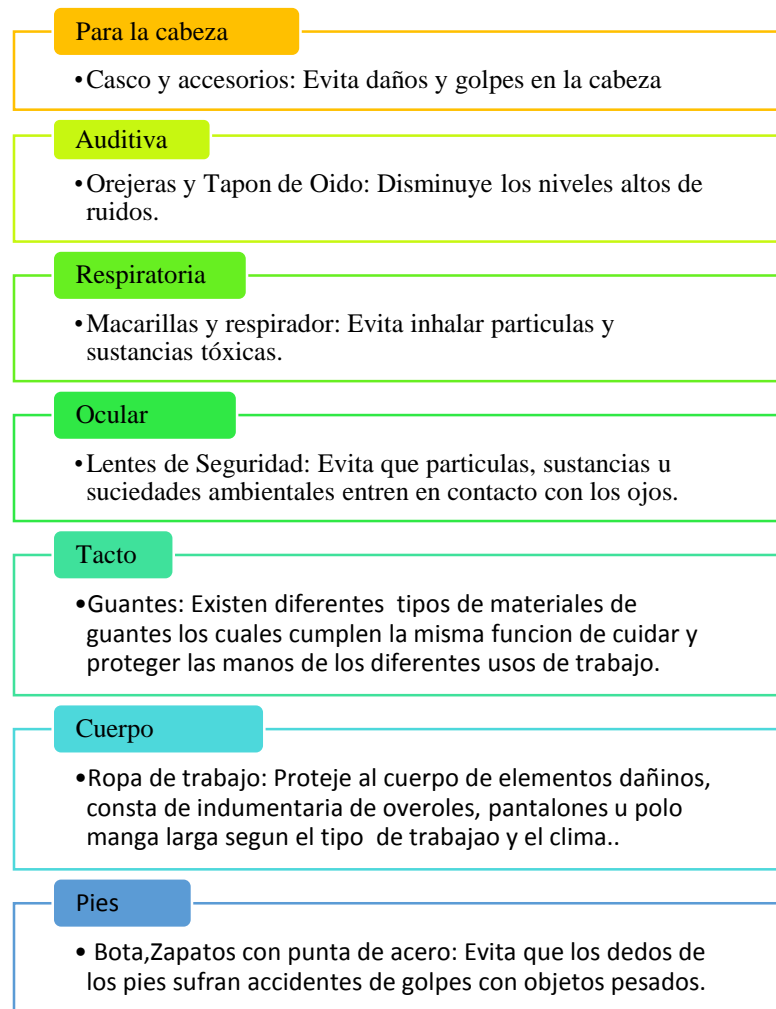 Para la cabeza
•Casco y accesorios: Evita daños y golpes en la cabeza
Auditiva
•Orejeras y Tapon de Oido: Disminuye los niveles altos de
ruidos.
Respiratoria
•Macarillas y respirador: Evita inhalar particulas y
sustancias tóxicas.
Ocular
•Lentes de Seguridad: Evita que particulas, sustancias u
suciedades ambientales entren en contacto con los ojos.
Tacto
•Guantes: Existen diferentes tipos de materiales de
guantes los cuales cumplen la misma funcion de cuidar y
proteger las manos de los diferentes usos de trabajo.
Cuerpo
•Ropa de trabajo: Proteje al cuerpo de elementos dañinos,
consta de indumentaria de overoles, pantalones u polo
manga larga segun el tipo de trabajao y el clima..
Pies
• Bota,Zapatos con punta de acero: Evita que los dedos de
los pies sufran accidentes de golpes con objetos pesados.